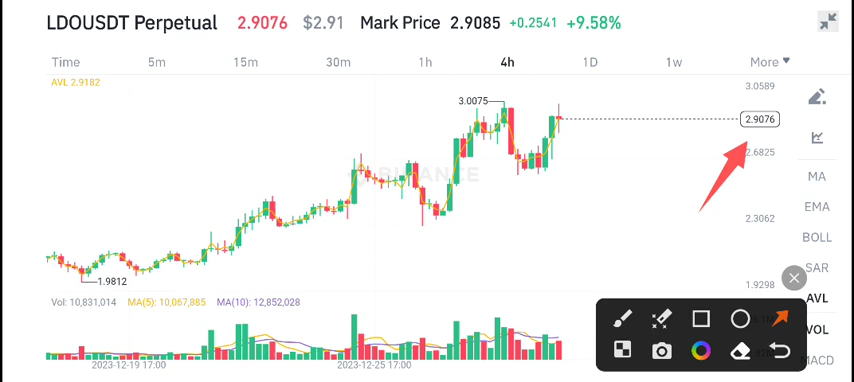 LDOUSDT Perpetual 2.9076 $2.91 Mark Price 2.9085 +0.2541 +9.58%
Time 5m 15m 30m 1h 4h 1D 1w More
AVL 2.9182
3.0589
3.0075
2.9076
2.6825
BINANCE
MA
EMA
2.3062
BOLL
SAR
1.9812
1.9298
AVL
Vol: 10,831,014 MA(5): 10,067,885 MA(10): 12,852,028
VOL
MACD
2023-12-19 17:00 2023-12-25 17:00